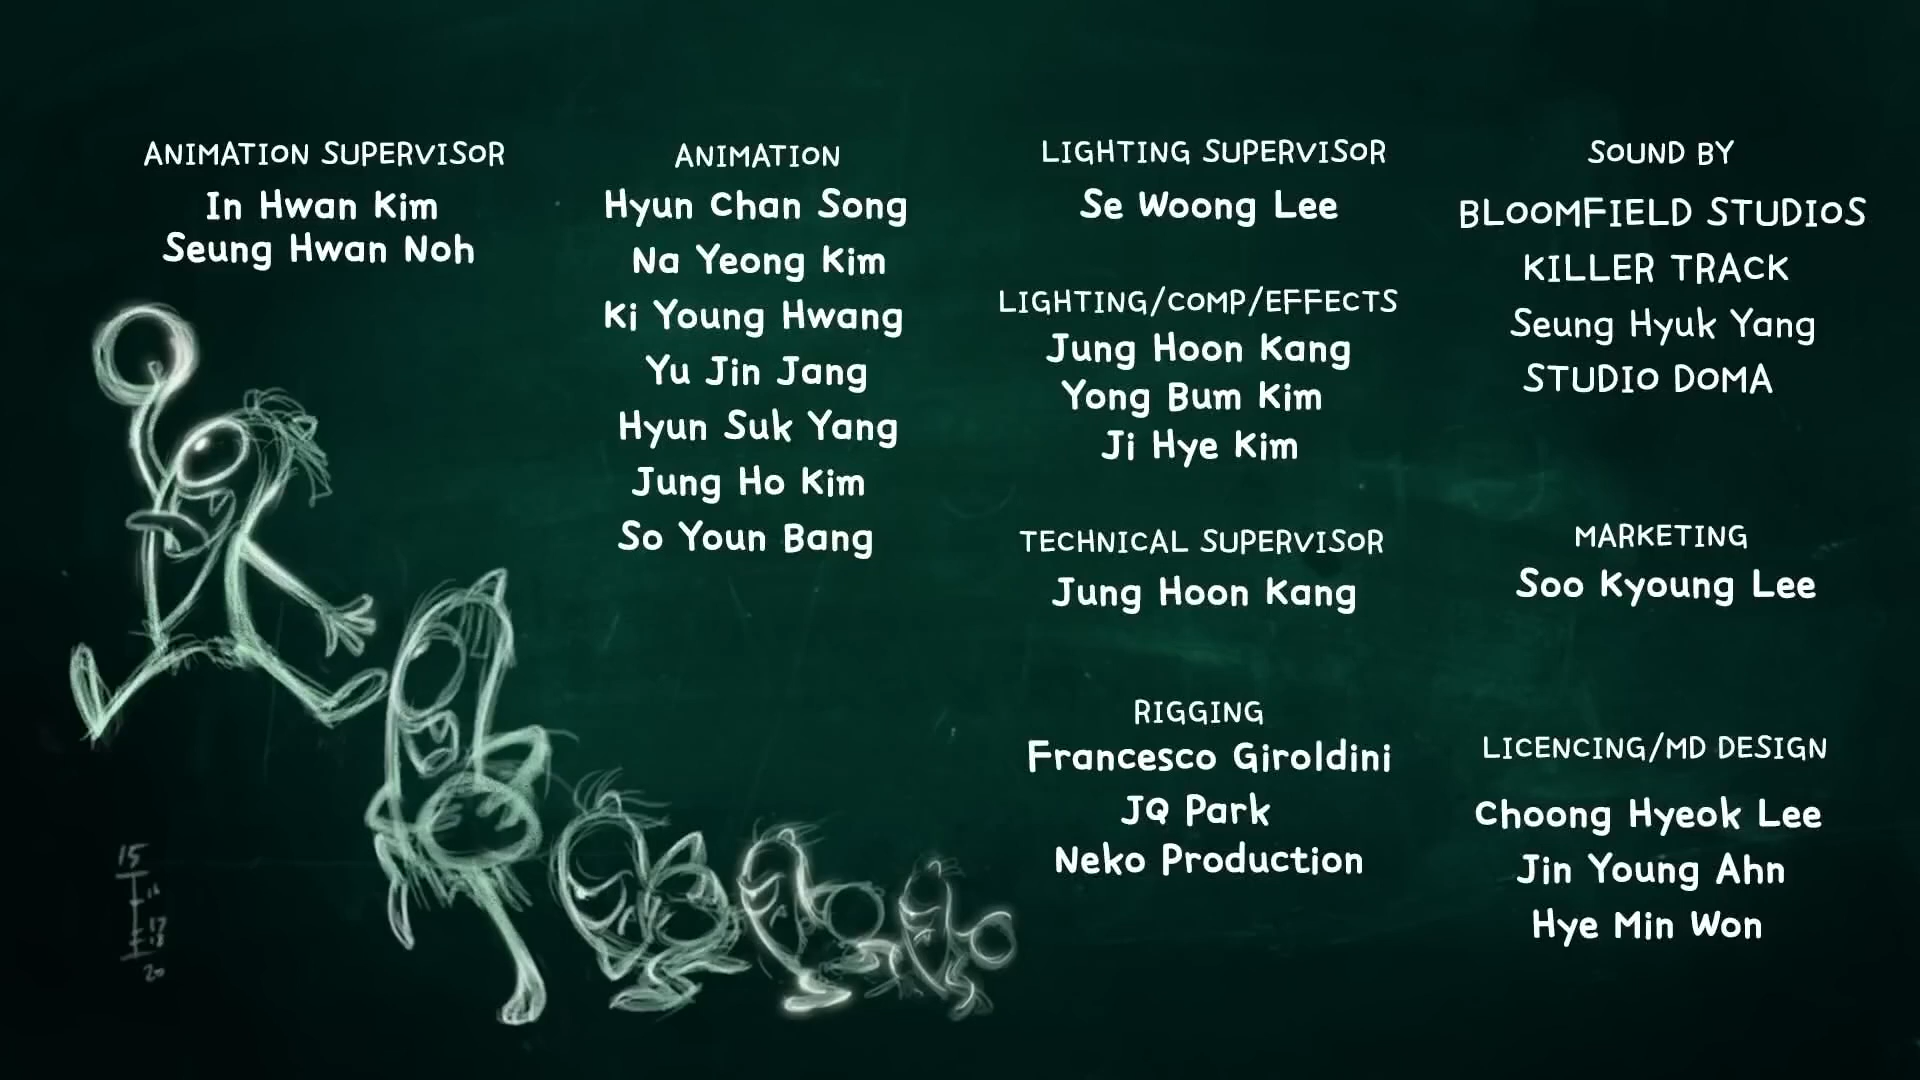 ANIMATION SUPERVISOR
In Hwan Kim
Seung Hwan Noh
ANIMATION
Hyun Chan Song
Na Yeong Kim
Ki Young Hwang
Yu Jin Jang
Hyun Suk Yang
Jung Ho Kim
So Youn Bang
LIGHTING SUPERVISOR
Se Woong Lee
LIGHTING/COMP/EFFECTS
Jung Hoon Kang
Yong Bum Kim
Ji Hye Kim
TECHNICAL SUPERVISOR
Jung Hoon Kang
RIGGING
Francesco Giroldini
JQ Park
Neko Production
SOUND BY
BLOOMFIELD STUDIOS
KILLER TRACK
Seung Hyuk Yang
STUDIO DOMA
MARKETING
Soo Kyoung Lee
LICENCING/MD DESIGN
Choong Hyeok Lee
Jin Young Ahn
Hye Min Won
15
16
17
18
20